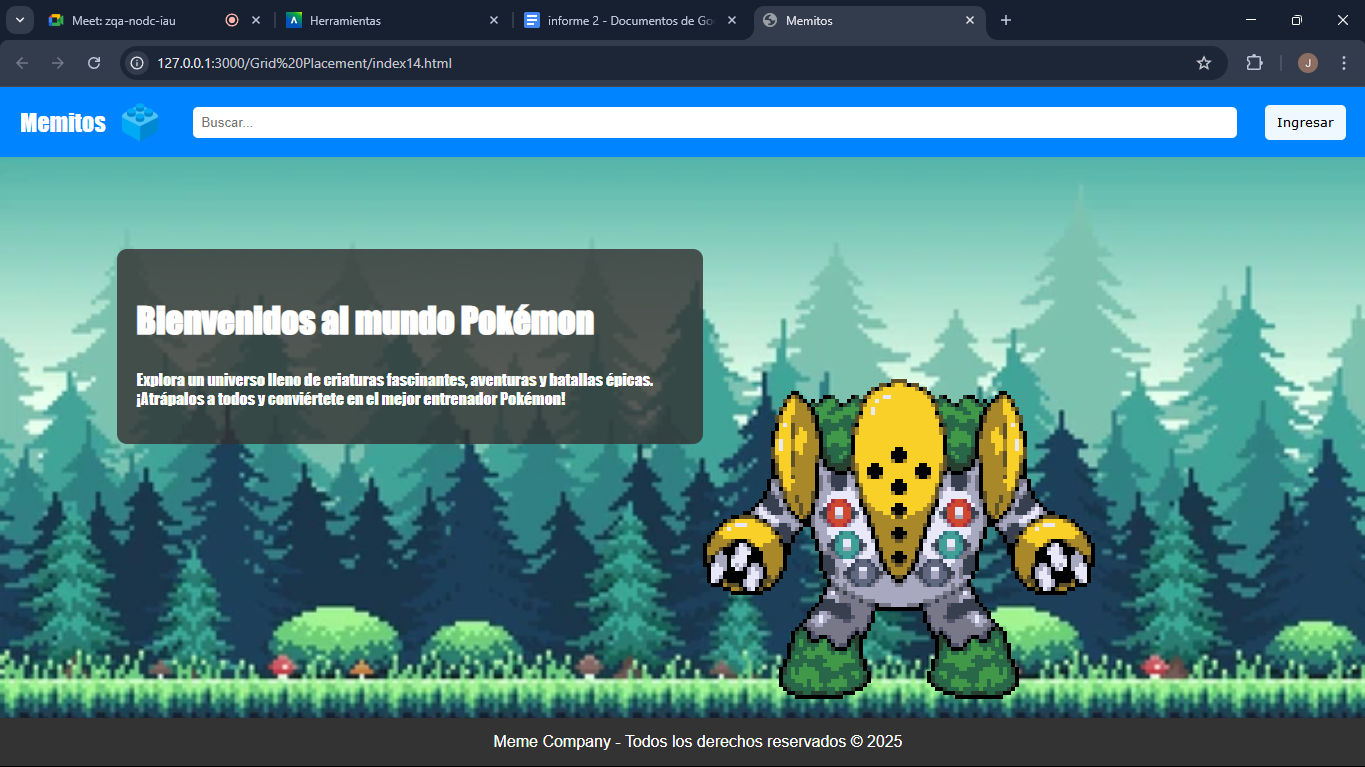 Meet: zqa-nodc-iau
Herramientas
informe 2 - Documentos de Goo
Memitos
127.0.0.1:3000/Grid%20Placement/index14.html
J
Memitos
Buscar...
Ingresar
Bienvenidos al mundo Pokémon
Explora un universo lleno de criaturas fascinantes, aventuras y batallas épicas.
¡Atrápalos a todos y conviértete en el mejor entrenador Pokémon!
Meme Company - Todos los derechos reservados © 2025